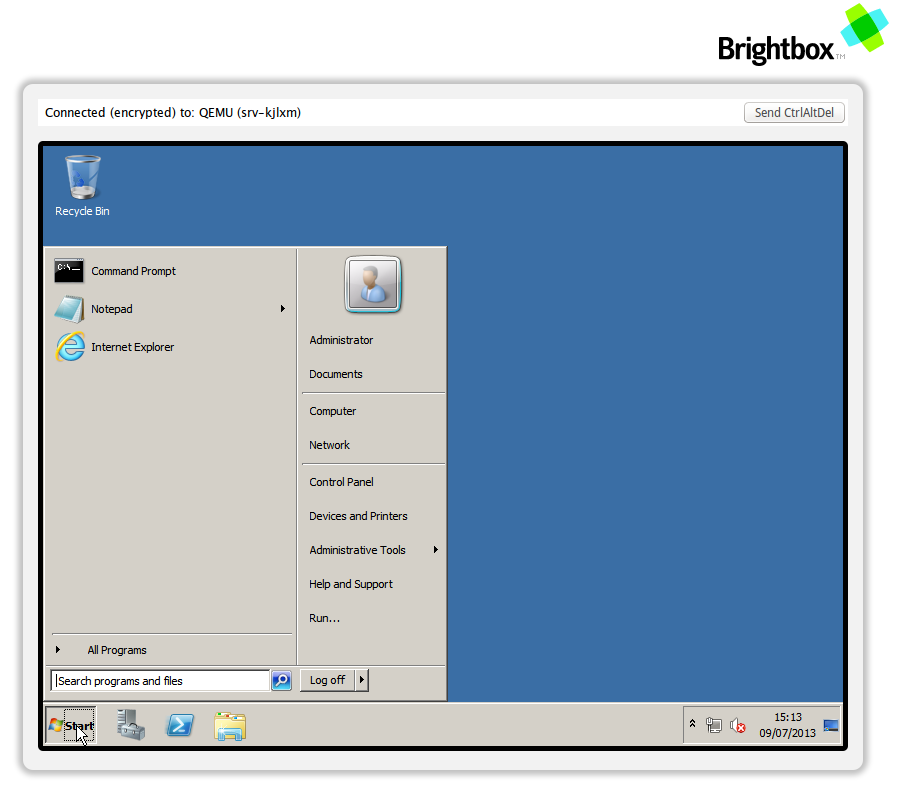 Brightbox™
Connected (encrypted) to: QEMU (srv-kjlxm)
Send CtrlAltDel
Recycle Bin
C:\_
Command Prompt
Notepad
Internet Explorer
All Programs
Search programs and files
Administrator
Documents
Computer
Network
Control Panel
Devices and Printers
Administrative Tools
Help and Support
Run...
Log off
Start
15:13
09/07/2013